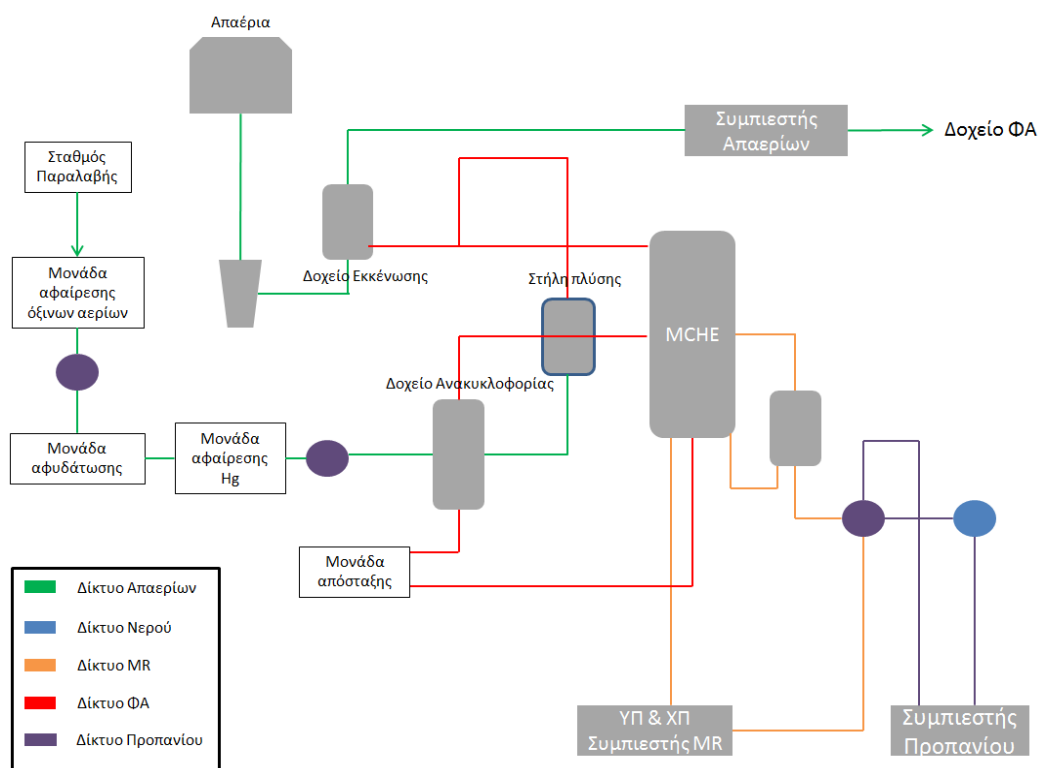 Απαέρια
Συμπιεστής
Απαερίων
Δοχείο ΦΑ
Σταθμός
Παραλαβής
Μονάδα
αφαίρεσης
όξινων αερίων
Δοχείο Εκκένωσης
Στήλη πλύσης
MCHE
Δοχείο Ανακυκλοφορίας
Μονάδα
αφυδάτωσης
Μονάδα
αφαίρεσης
Hg
Μονάδα
απόσταξης
Δίκτυο Απαερίων
Δίκτυο Νερού
Δίκτυο MR
Δίκτυο ΦΑ
Δίκτυο Προπανίου
ΥΠ & ΧΠ
Συμπιεστής MR
Συμπιεστής
Προπανίου